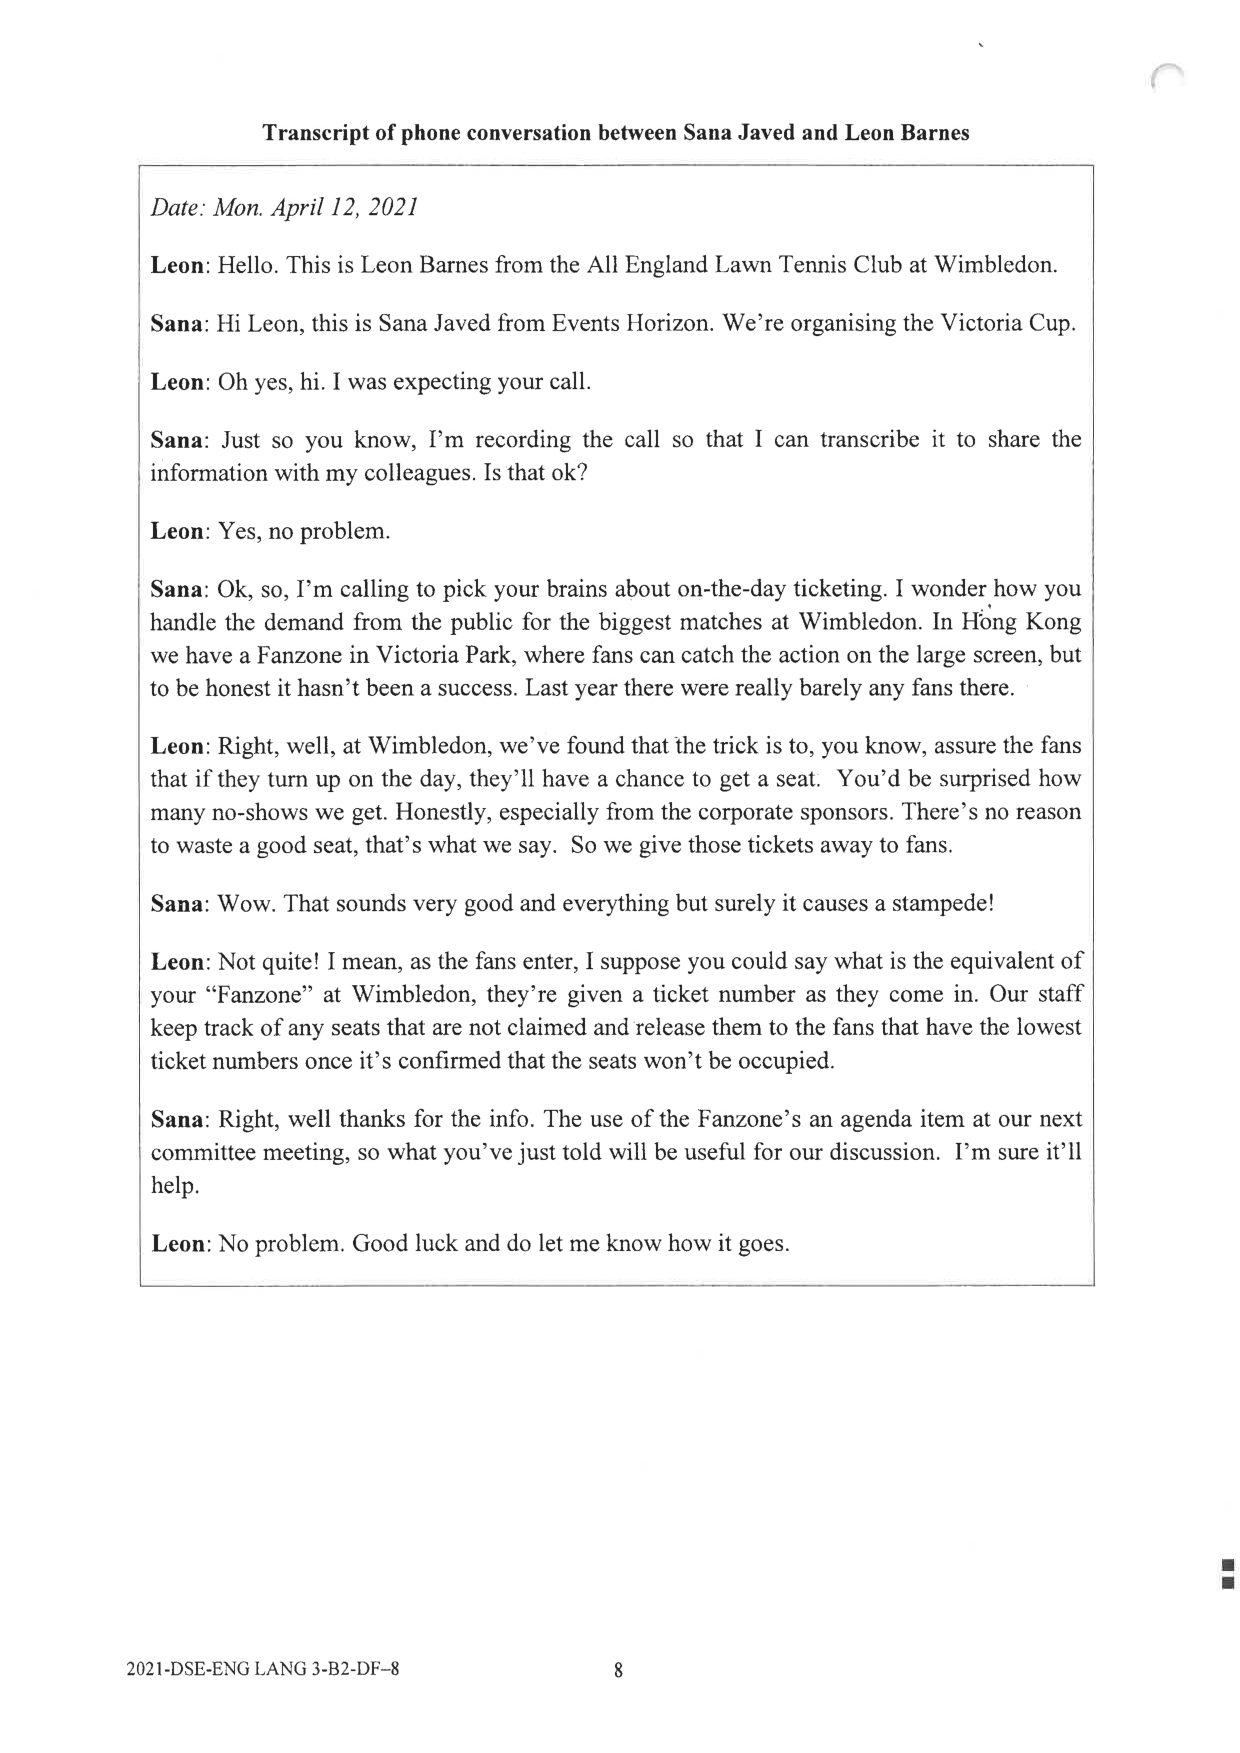 Transcript of phone conversation between Sana Javed and Leon Barnes
Date: Mon. April 12, 2021
Leon: Hello. This is Leon Barnes from the All England Lawn Tennis Club at Wimbledon.
Sana: Hi Leon, this is Sana Javed from Events Horizon. We're organising the Victoria Cup.
Leon: Oh yes, hi. I was expecting your call.
Sana: Just so you know, I'm recording the call so that I can transcribe it to share the
information with my colleagues. Is that ok?
Leon: Yes, no problem.
Sana: Ok, so, I'm calling to pick your brains about on-the-day ticketing. I wonder how you
handle the demand from the public for the biggest matches at Wimbledon. In Hong Kong
we have a Fanzone in Victoria Park, where fans can catch the action on the large screen, but
to be honest it hasn't been a success. Last year there were really barely any fans there.
Leon: Right, well, at Wimbledon, we've found that the trick is to, you know, assure the fans
that if they turn up on the day, they'll have a chance to get a seat. You'd be surprised how
many no-shows we get. Honestly, especially from the corporate sponsors. There's no reason
to waste a good seat, that's what we say. So we give those tickets away to fans.
Sana: Wow. That sounds very good and everything but surely it causes a stampede!
Leon: Not quite! I mean, as the fans enter, I suppose you could say what is the equivalent of
your “Fanzone” at Wimbledon, they're given a ticket number as they come in. Our staff
keep track of any seats that are not claimed and release them to the fans that have the lowest
ticket numbers once it's confirmed that the seats won't be occupied.
Sana: Right, well thanks for the info. The use of the Fanzone's an agenda item at our next
committee meeting, so what you've just told will be useful for our discussion. I'm sure it'll
help.
Leon: No problem. Good luck and do let me know how it goes.
2021-DSE-ENG LANG 3-B2-DF–8
8